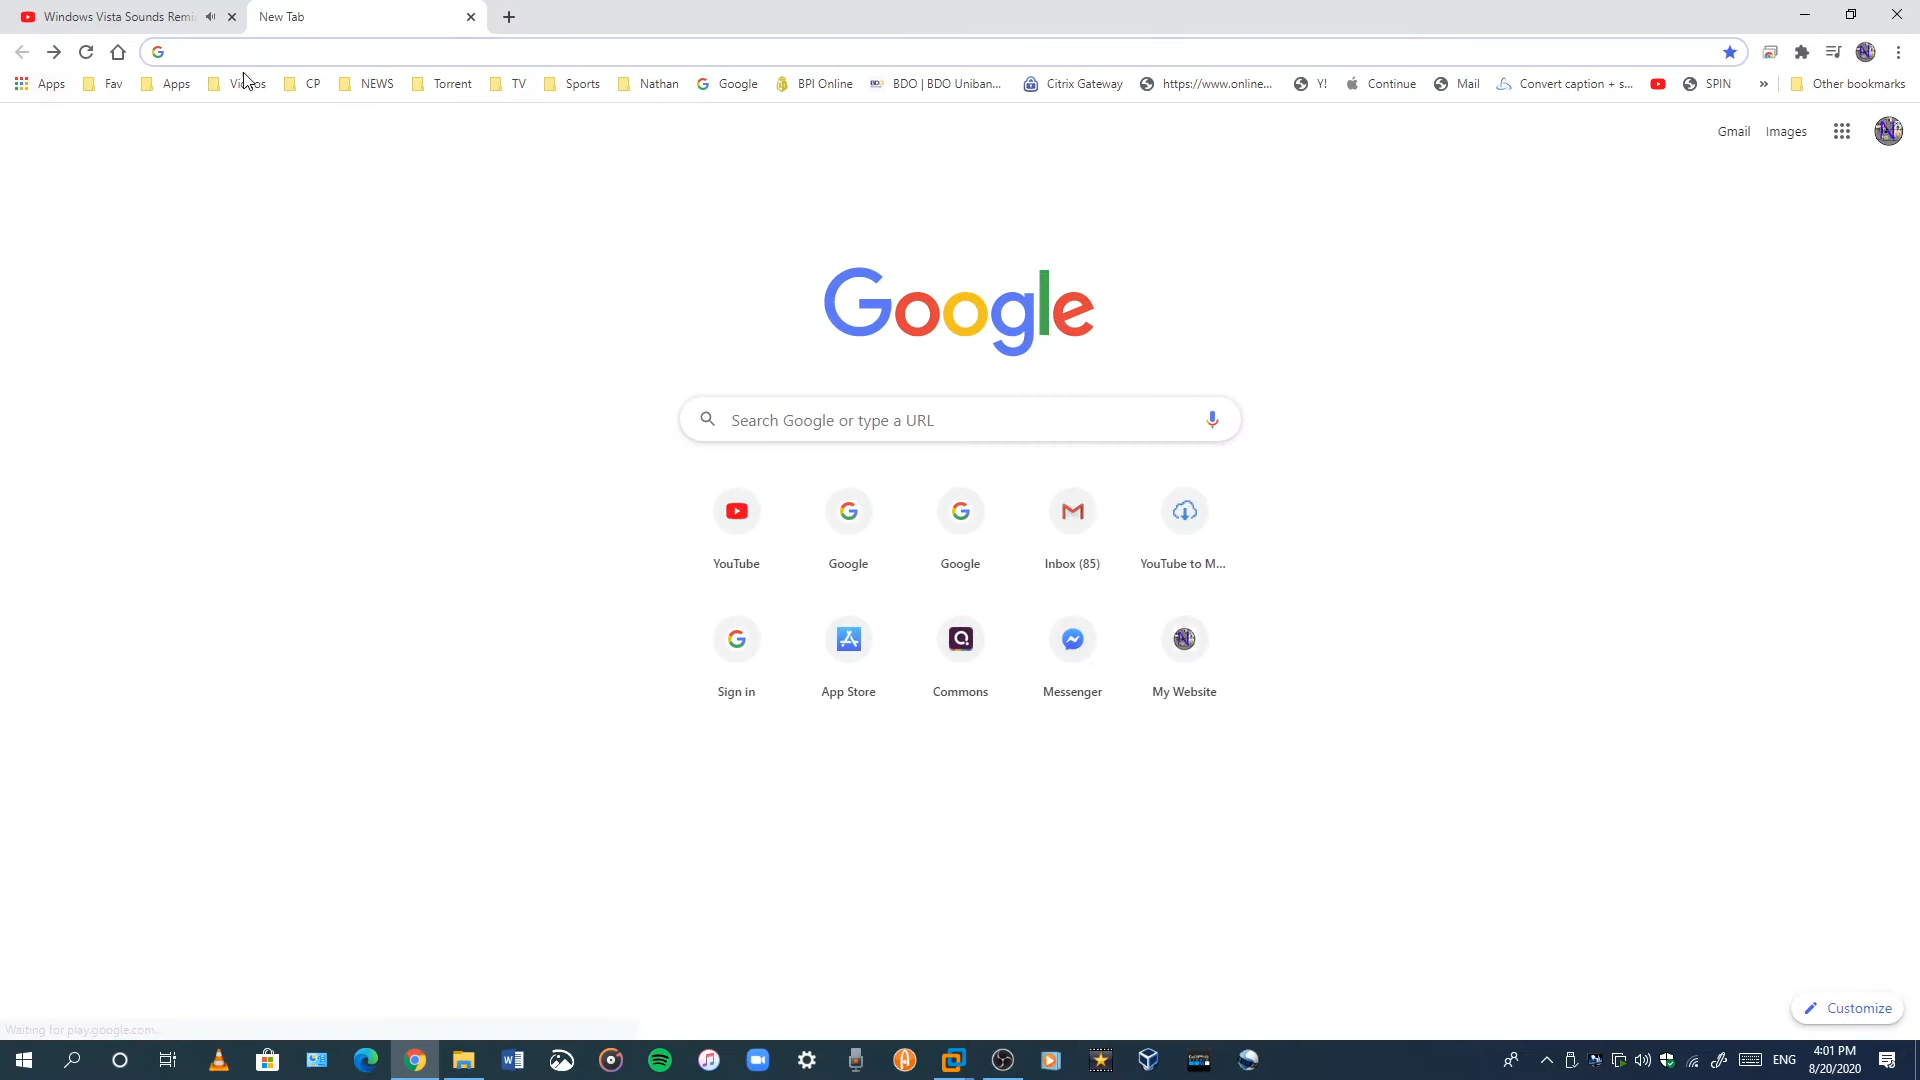 Windows Vista Sounds Remi
New Tab
Apps Fav Apps Videos CP NEWS Torrent TV Sports Nathan Google BPI Online BDO | BDO Uniban... Citrix Gateway https://www.online... Y! Continue Mail Convert caption + s... SPIN » Other bookmarks
Gmail Images
Google
Search Google or type a URL
YouTube Google Google Inbox (85) YouTube to M...
Sign in App Store Commons Messenger My Website
Customize
Waiting for play.google.com...
ENG
4:01 PM
8/20/2020